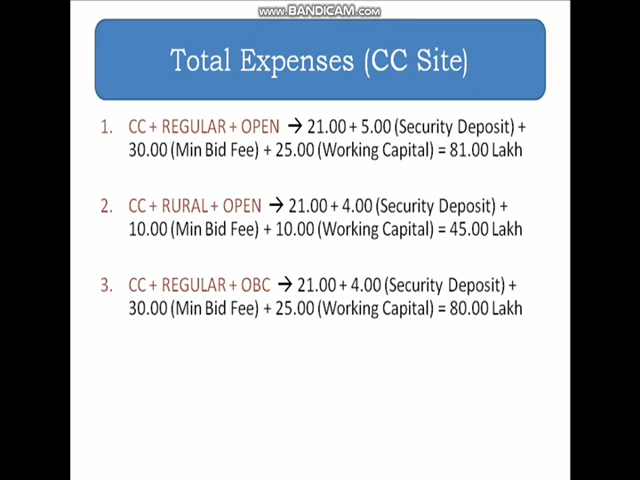 www.BANDICAM.com
Total Expenses (CC Site)
1. CC + REGULAR + OPEN → 21.00 + 5.00 (Security Deposit) +
30.00 (Min Bid Fee) + 25.00 (Working Capital) = 81.00 Lakh
2. CC + RURAL + OPEN → 21.00 + 4.00 (Security Deposit) +
10.00 (Min Bid Fee) + 10.00 (Working Capital) = 45.00 Lakh
3. CC + REGULAR + OBC → 21.00 + 4.00 (Security Deposit) +
30.00 (Min Bid Fee) + 25.00 (Working Capital) = 80.00 Lakh